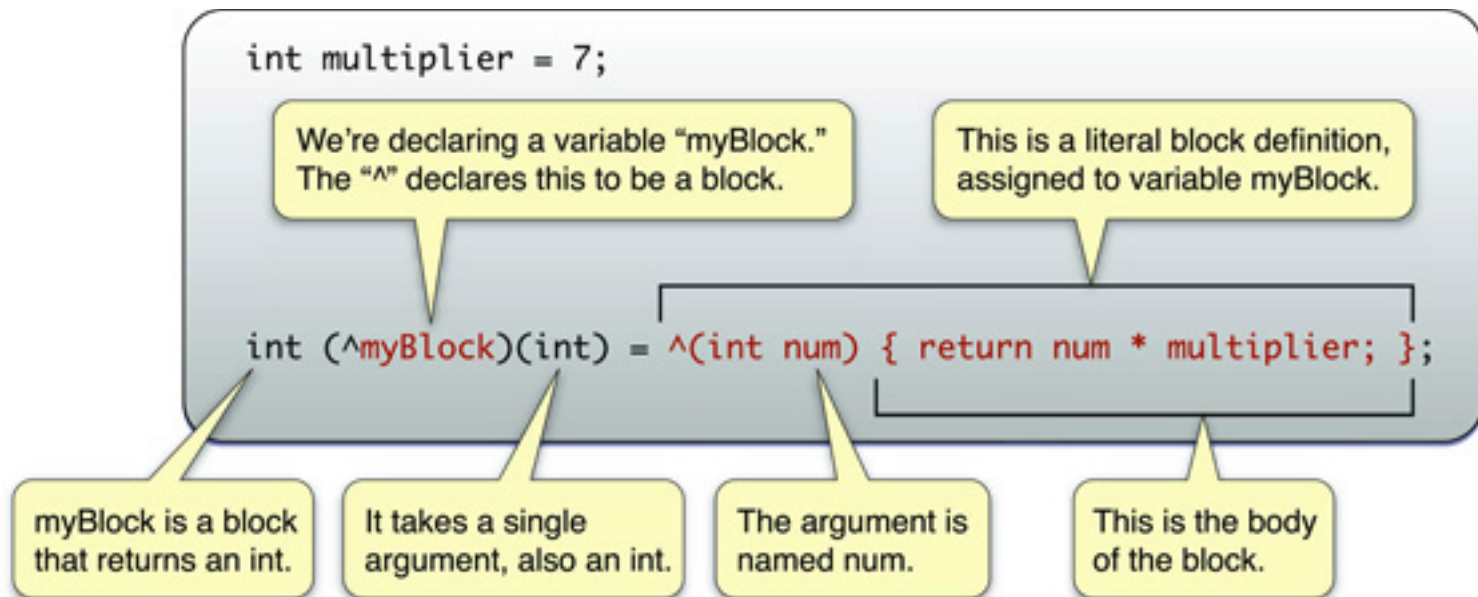 int multiplier = 7;
We’re declaring a variable “myBlock.”
The “^” declares this to be a block.
This is a literal block definition,
assigned to variable myBlock.
int (^myBlock)(int) = ^(int num) { return num * multiplier; };
myBlock is a block
that returns an int.
It takes a single
argument, also an int.
The argument is
named num.
This is the body
of the block.